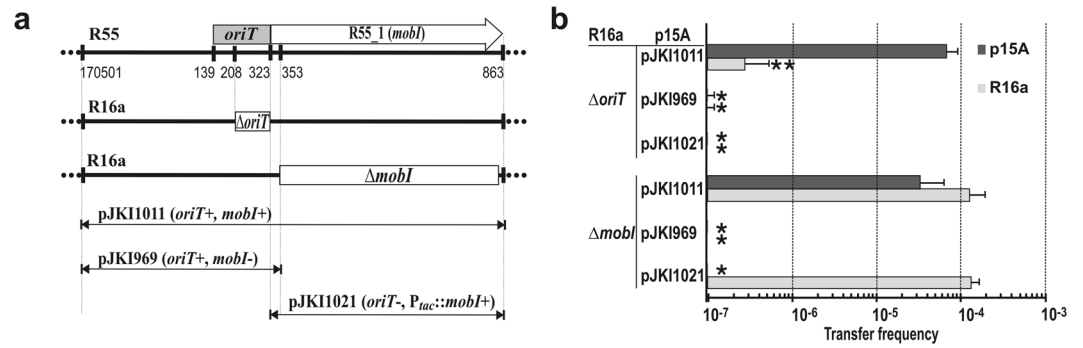 a
R55
oriT
R55_1 (mobI)
170501 139 208 323 353 863
R16a
ΔoriT
R16a
ΔmobI
pJKI1011 (oriT+, mobI+)
pJKI969 (oriT+, mobI-)
pJKI1021 (oriT-, Ptac::mobI+)
b
R16a p15A
pJKI1011
**
p15A
R16a
ΔoriT
pJKI969
*
*
pJKI1021
*
*
pJKI1011
ΔmobI
pJKI969
*
*
pJKI1021
*
10-7 10-6 10-5 10-4 10-3
Transfer frequency